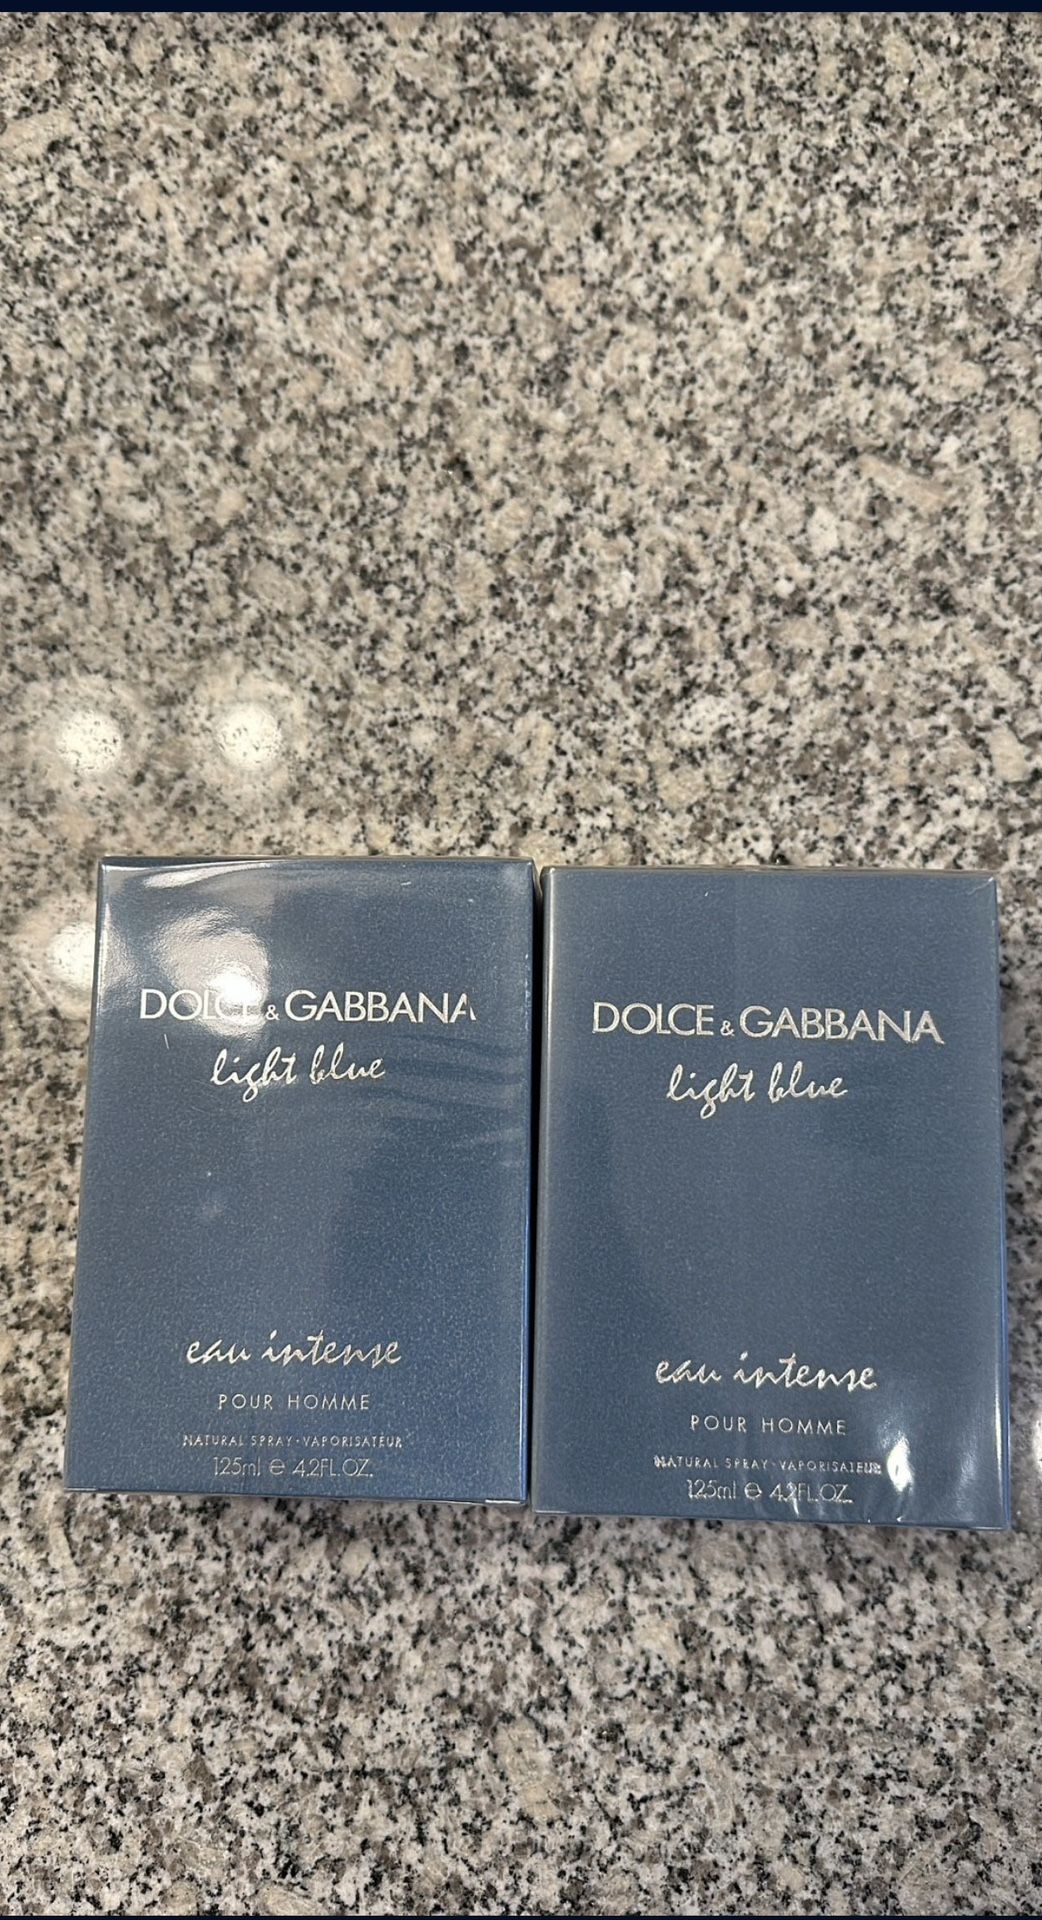 DOLCE & GABBANA
light blue
eau intense
POUR HOMME
NATURAL SPRAY · VAPORISATEUR
125ml ℮ 4.2FL.OZ.
DOLCE & GABBANA
light blue
eau intense
POUR HOMME
NATURAL SPRAY · VAPORISATEUR
125ml ℮ 4.2FL.OZ.